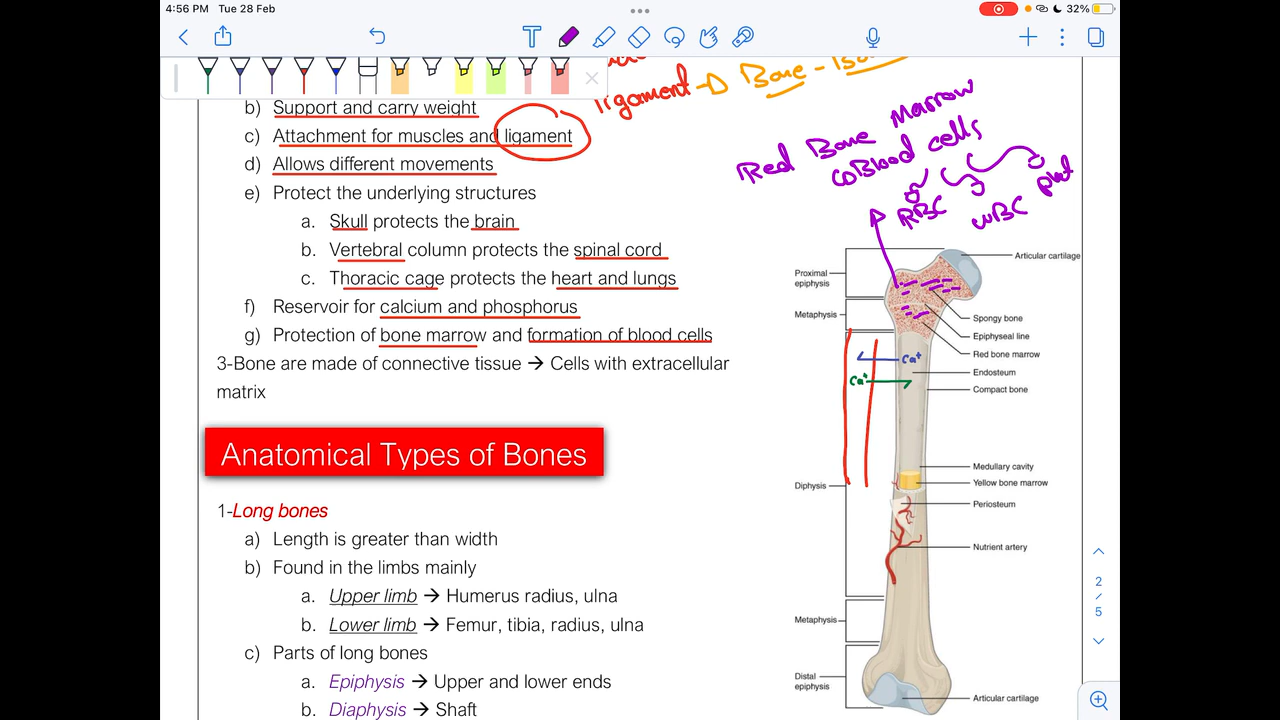 4:56 PM Tue 28 Feb
32%
ligament → Bone - Bone
b) Support and carry weight
c) Attachment for muscles and ligament
d) Allows different movements
e) Protect the underlying structures
a. Skull protects the brain
b. Vertebral column protects the spinal cord
c. Thoracic cage protects the heart and lungs
f) Reservoir for calcium and phosphorus
g) Protection of bone marrow and formation of blood cells
3-Bone are made of connective tissue → Cells with extracellular
matrix
Anatomical Types of Bones
1-Long bones
a) Length is greater than width
b) Found in the limbs mainly
a. Upper limb → Humerus radius, ulna
b. Lower limb → Femur, tibia, radius, ulna
c) Parts of long bones
a. Epiphysis → Upper and lower ends
b. Diaphysis → Shaft
Red Bone Marrow
Blood cells
RBC WBC plat
Articular cartilage
Proximal
epiphysis
Metaphysis
Spongy bone
Epiphyseal line
Red bone marrow
Endosteum
Compact bone
Ca+
Ca+
Medullary cavity
Yellow bone marrow
Diphysis
Periosteum
Nutrient artery
Metaphysis
Distal
epiphysis
Articular cartilage
2
/
5